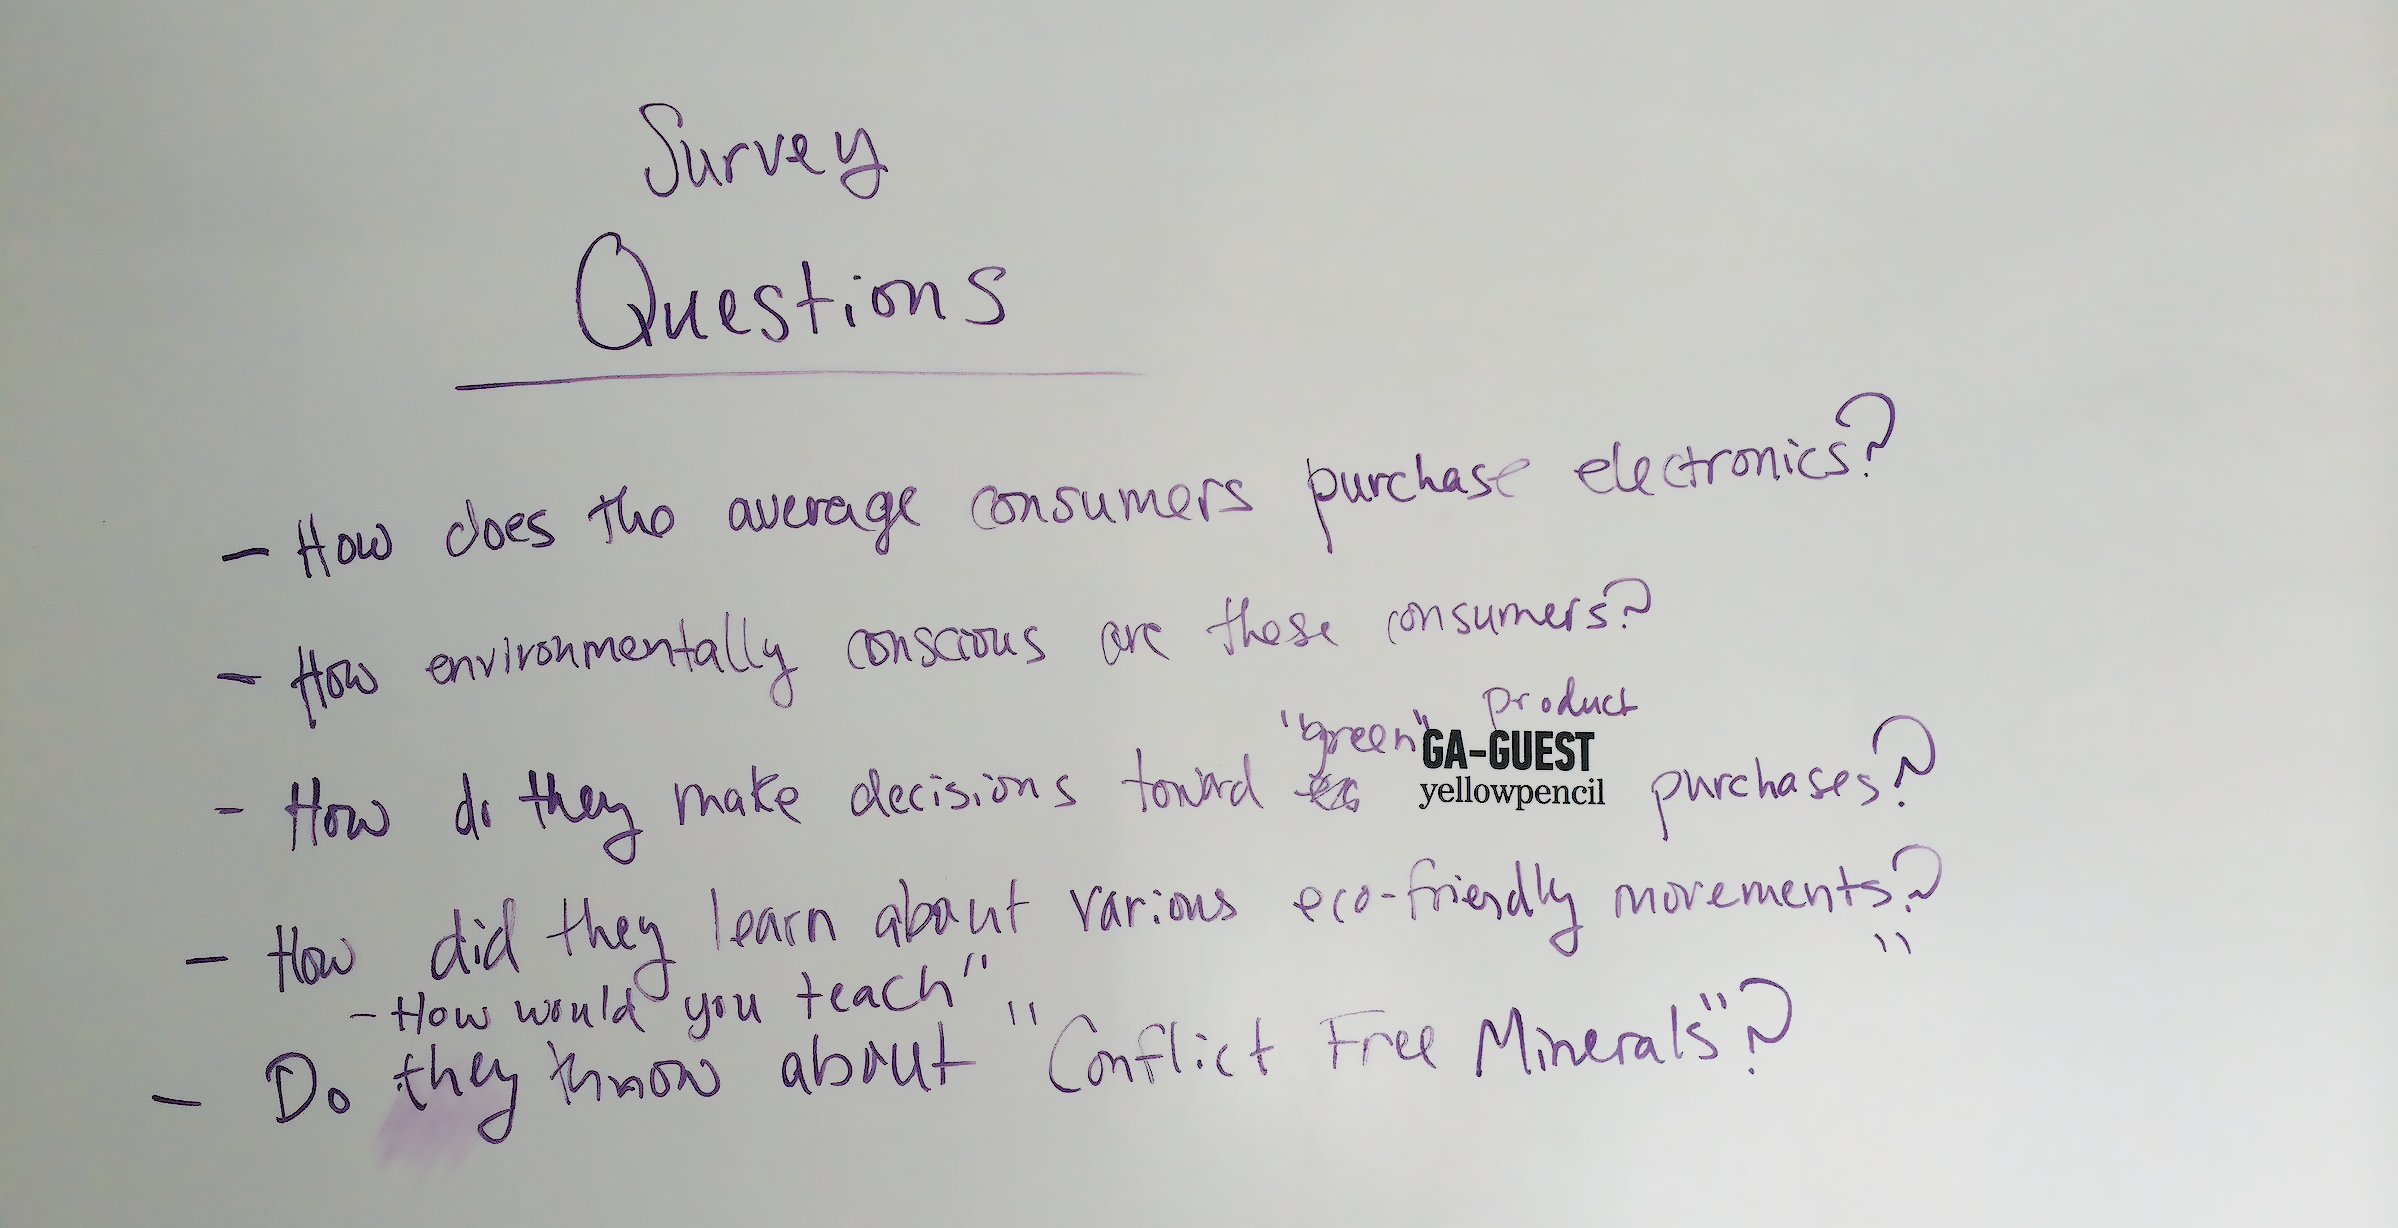 Survey
Questions
- How does the average consumers purchase electronics?
- How environmentally conscious are these consumers?
"green" product
- How do they make decisions toward GA-GUEST purchases?
yellowpencil
- How did they learn about various eco-friendly movements?
- How would you teach" " "
- Do they know about "Conflict Free Minerals"?